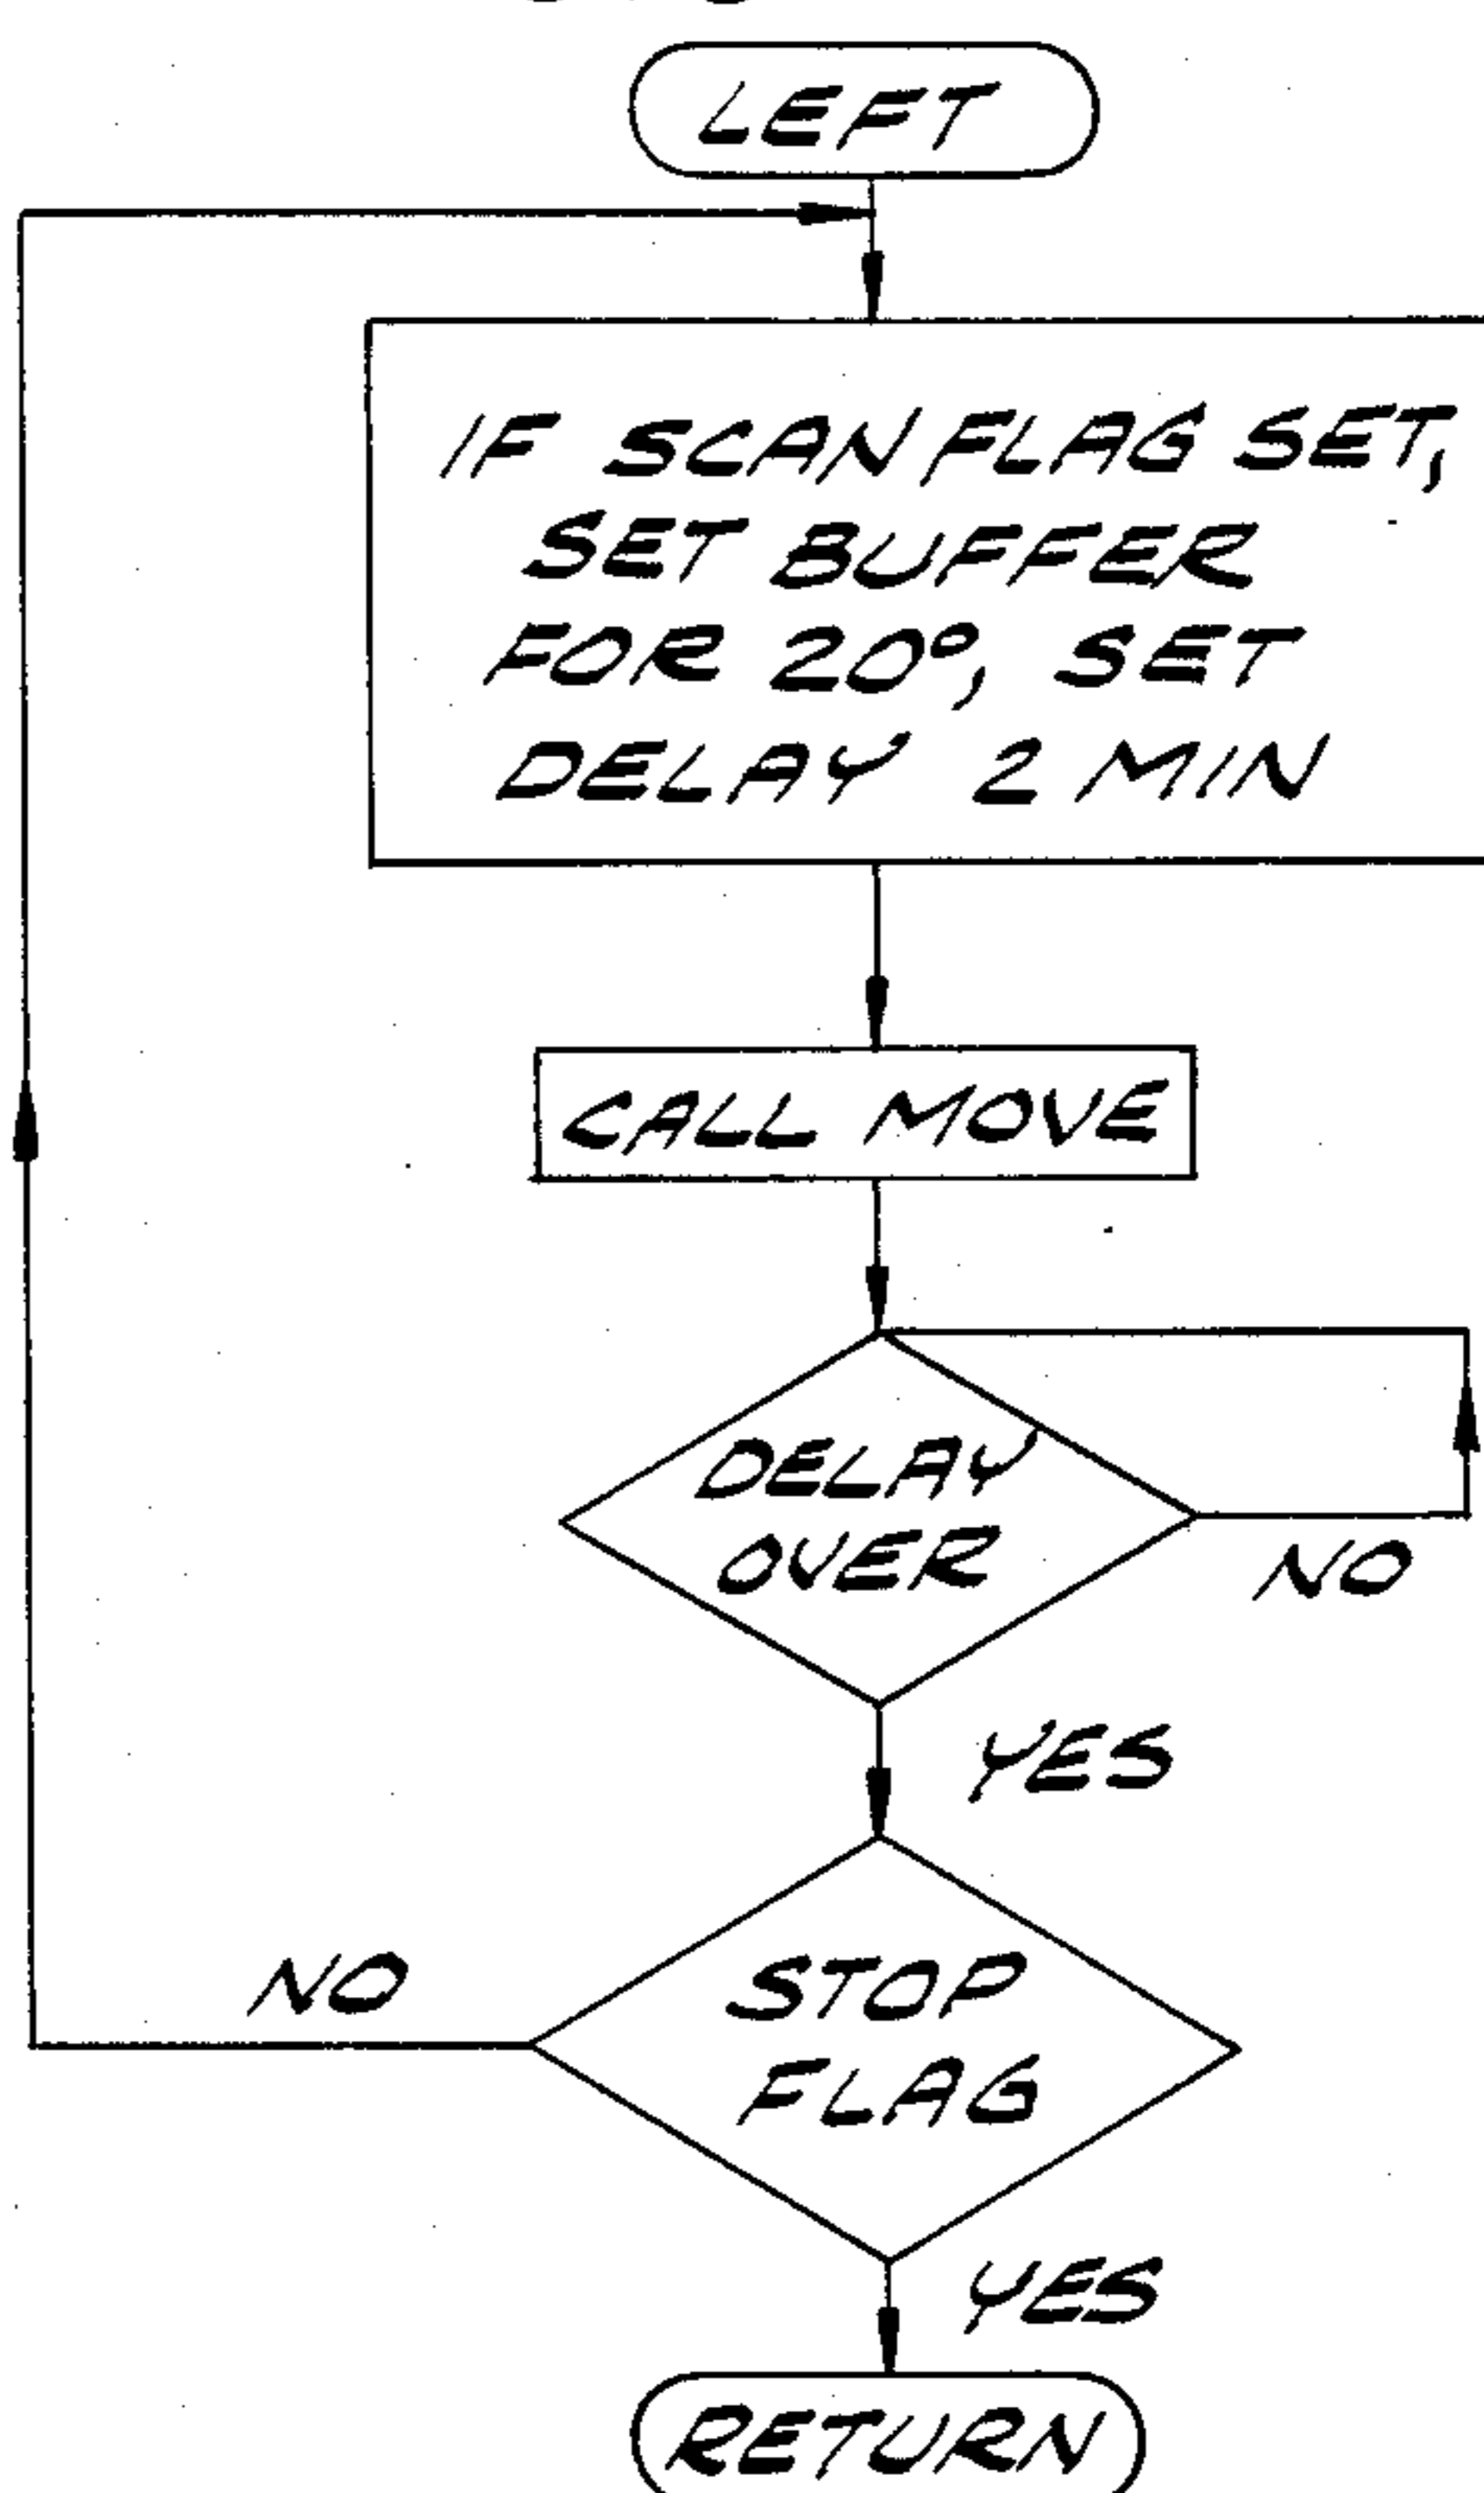 LEFT
IF SCAN FLAG SET,
SET BUFFER
FOR 20°, SET
DELAY 2 MIN
CALL MOVE
DELAY
OVER
NO
YES
NO
STOP
FLAG
YES
RETURN